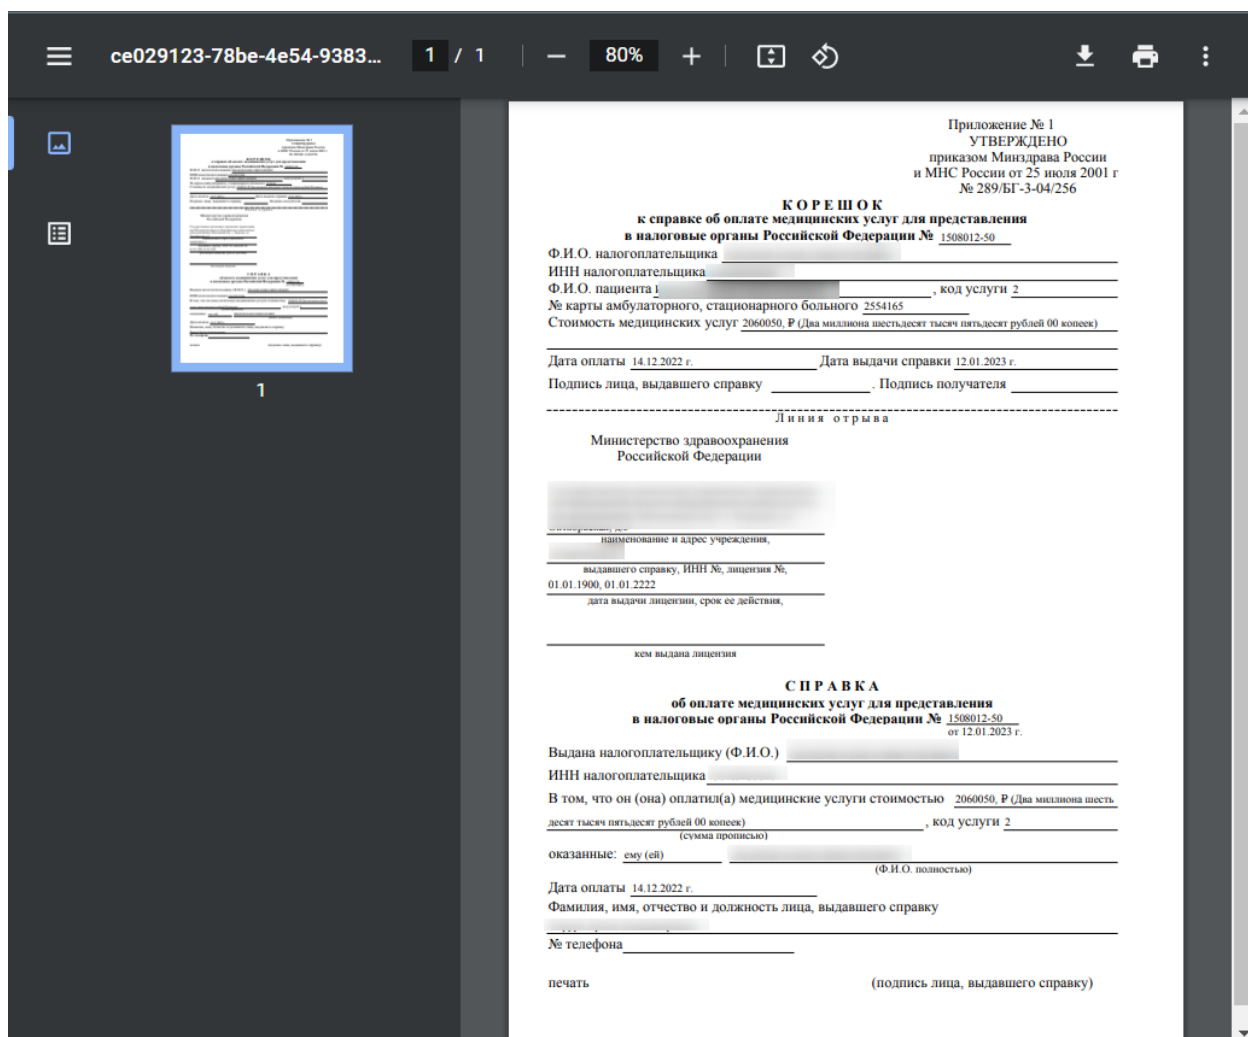 ce029123-78be-4e54-9383...
1 / 1
80%
1
Приложение № 1
УТВЕРЖДЕНО
приказом Минздрава России
и МНС России от 25 июля 2001 г
№ 289/БГ-3-04/256
К О Р Е Ш О К
к справке об оплате медицинских услуг для представления
в налоговые органы Российской Федерации № 1508012-50
Ф.И.О. налогоплательщика
ИНН налогоплательщика
Ф.И.О. пациента , код услуги 2
№ карты амбулаторного, стационарного больного 2554165
Стоимость медицинских услуг 2060050, ₽ (Два миллиона шестьдесят тысяч пятьдесят рублей 00 копеек)
Дата оплаты 14.12.2022 г. Дата выдачи справки 12.01.2023 г.
Подпись лица, выдавшего справку . Подпись получателя
Л и н и я о т р ы в а
Министерство здравоохранения
Российской Федерации
наименование и адрес учреждения,
выдавшего справку, ИНН №, лицензия №,
01.01.1900, 01.01.2222
дата выдачи лицензии, срок ее действия,
кем выдана лицензия
С П Р А В К А
об оплате медицинских услуг для представления
в налоговые органы Российской Федерации № 1508012-50
от 12.01.2023 г.
Выдана налогоплательщику (Ф.И.О.)
ИНН налогоплательщика
В том, что он (она) оплатил(а) медицинские услуги стоимостью 2060050, ₽ (Два миллиона шесть
десят тысяч пятьдесят рублей 00 копеек) , код услуги 2
(сумма прописью)
оказанные: ему (ей)
(Ф.И.О. полностью)
Дата оплаты 14.12.2022 г.
Фамилия, имя, отчество и должность лица, выдавшего справку
№ телефона
печать (подпись лица, выдавшего справку)